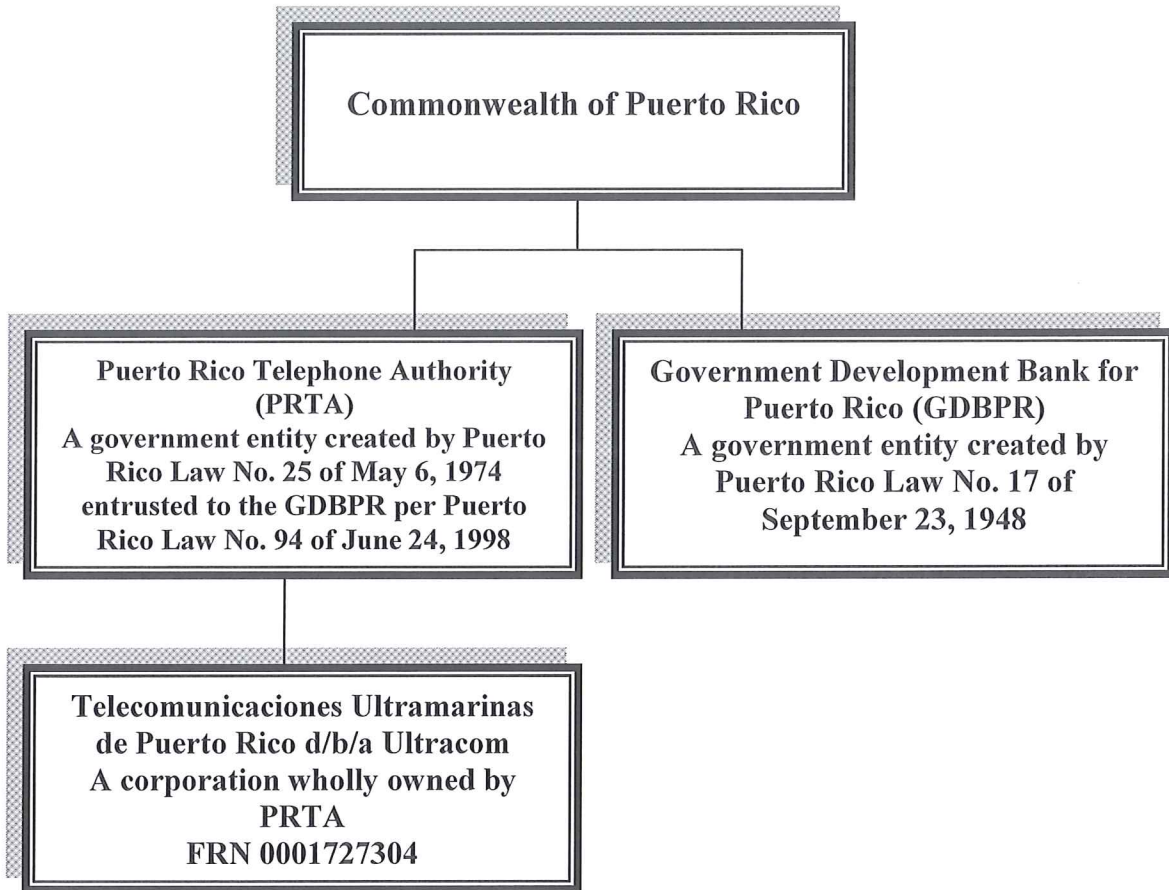 Commonwealth of Puerto Rico
Puerto Rico Telephone Authority
(PRTA)
A government entity created by Puerto
Rico Law No. 25 of May 6, 1974
entrusted to the GDBPR per Puerto
Rico Law No. 94 of June 24, 1998
Government Development Bank for
Puerto Rico (GDBPR)
A government entity created by
Puerto Rico Law No. 17 of
September 23, 1948
Telecomunicaciones Ultramarinas
de Puerto Rico d/b/a Ultracom
A corporation wholly owned by
PRTA
FRN 0001727304